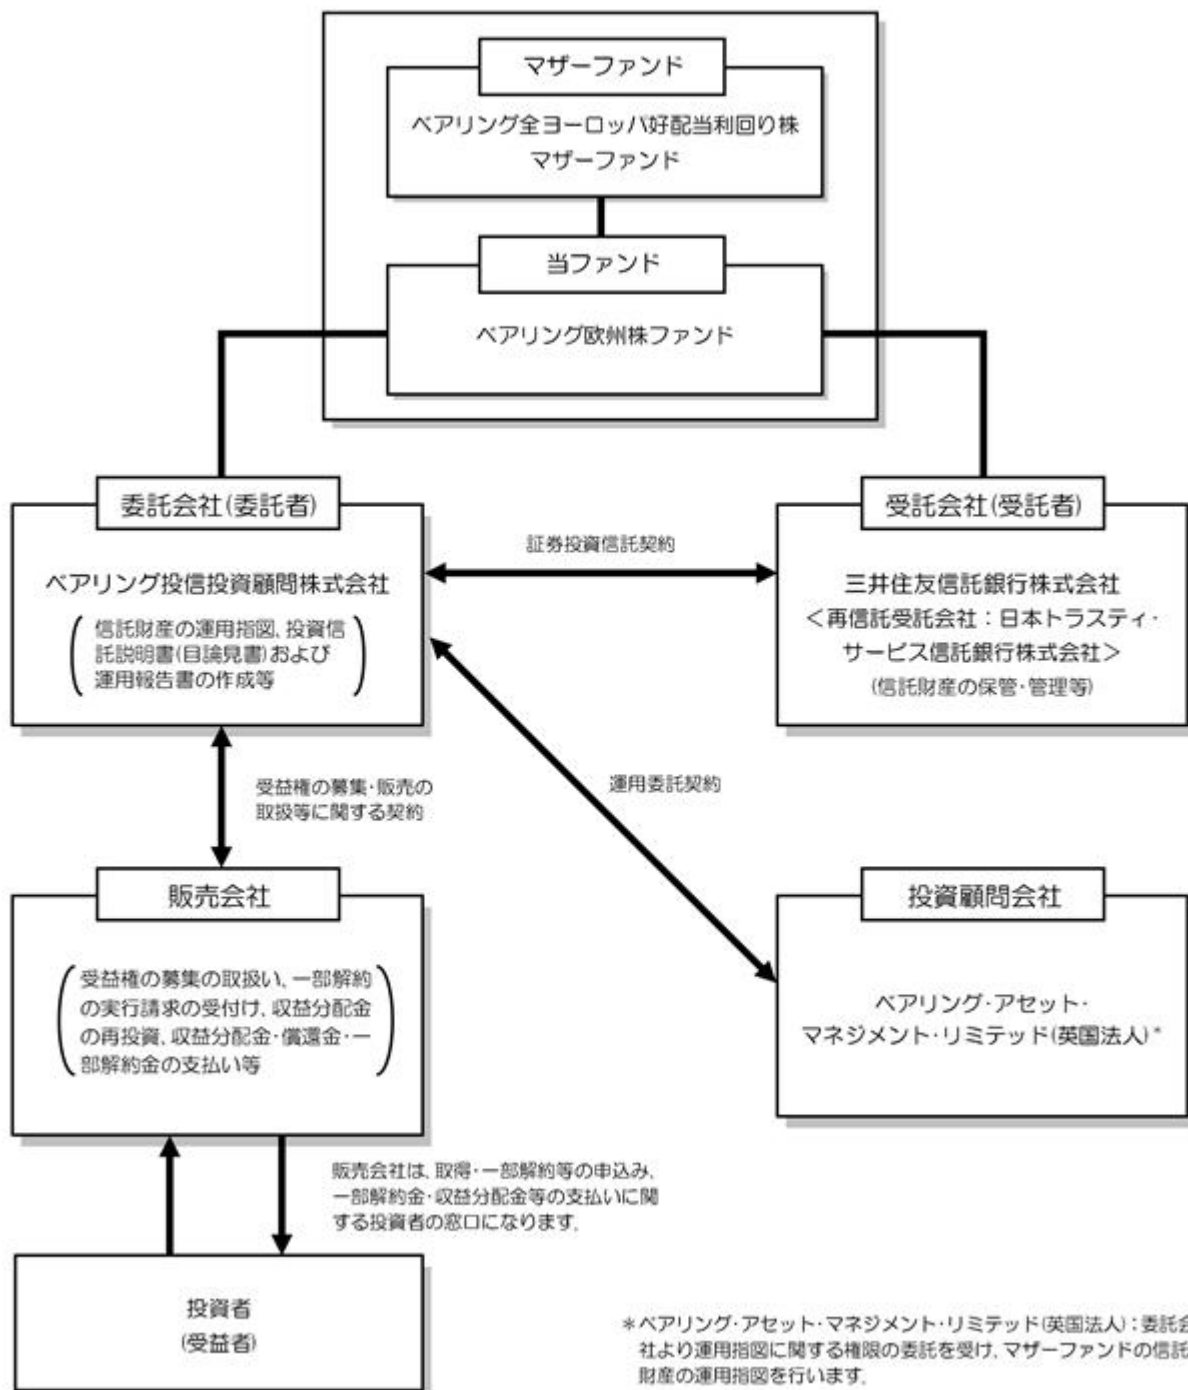 マザーファンド
ベアリング全ヨーロッパ好配当利回り株
マザーファンド
当ファンド
ベアリング欧州株ファンド
委託会社(委託者)
ベアリング投信投資顧問株式会社
信託財産の運用指図、投資信
託説明書(目論見書)および
運用報告書の作成等
証券投資信託契約
受託会社(受託者)
三井住友信託銀行株式会社
<再信託受託会社：日本トラスティ・
サービス信託銀行株式会社>
(信託財産の保管・管理等)
受益権の募集・販売の
取扱等に関する契約
運用委託契約
販売会社
受益権の募集の取扱い、一部解約
の実行請求の受付け、収益分配金
の再投資、収益分配金・償還金・一
部解約金の支払い等
投資顧問会社
ベアリング・アセット・
マネジメント・リミテッド(英国法人)*
販売会社は、取得・一部解約等の申込み、
一部解約金・収益分配金等の支払いに関
する投資者の窓口になります。
投資者
(受益者)
*ベアリング・アセット・マネジメント・リミテッド(英国法人)：委託会
社より運用指図に関する権限の委託を受け、マザーファンドの信託
財産の運用指図を行います。